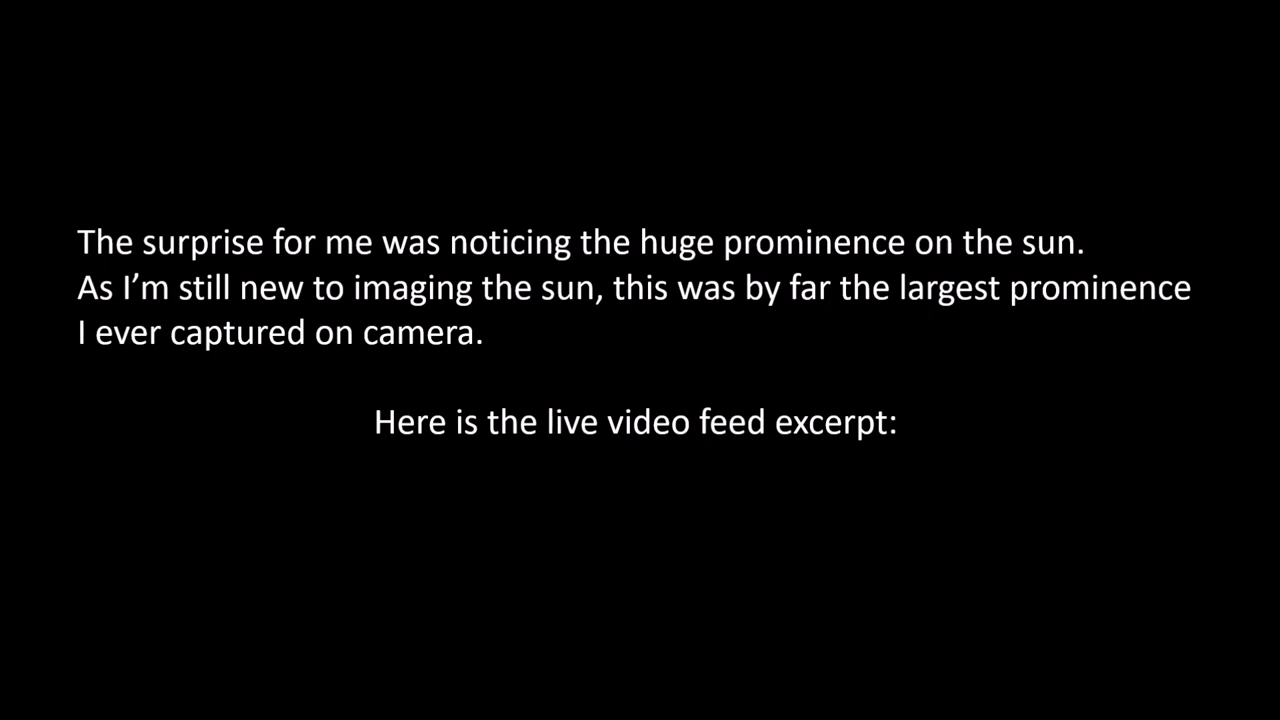 The surprise for me was noticing the huge prominence on the sun.
As I’m still new to imaging the sun, this was by far the largest prominence
I ever captured on camera.
Here is the live video feed excerpt: